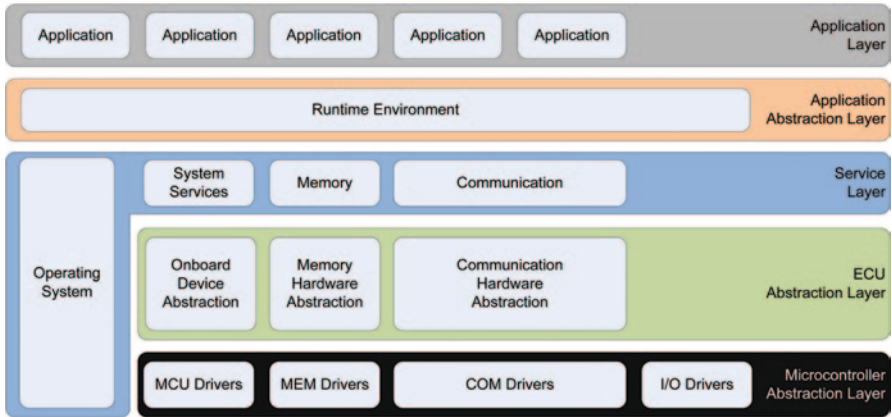 Application
Application
Application
Application
Application
Application
Layer
Runtime Environment
Application
Abstraction Layer
System
Services
Memory
Communication
Service
Layer
Operating
System
Onboard
Device
Abstraction
Memory
Hardware
Abstraction
Communication
Hardware
Abstraction
ECU
Abstraction Layer
MCU Drivers
MEM Drivers
COM Drivers
I/O Drivers
Microcontroller
Abstraction Layer